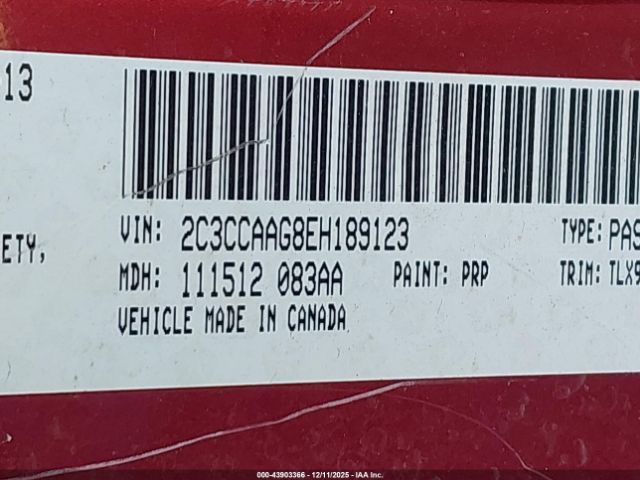 13
VIN: 2C3CCAAG8EH189123 TYPE: PAS
ETY,
MDH: 111512 083AA PAINT: PRP TRIM: TLX9
VEHICLE MADE IN CANADA
000-43903366 - 12/11/2025 - IAA Inc.